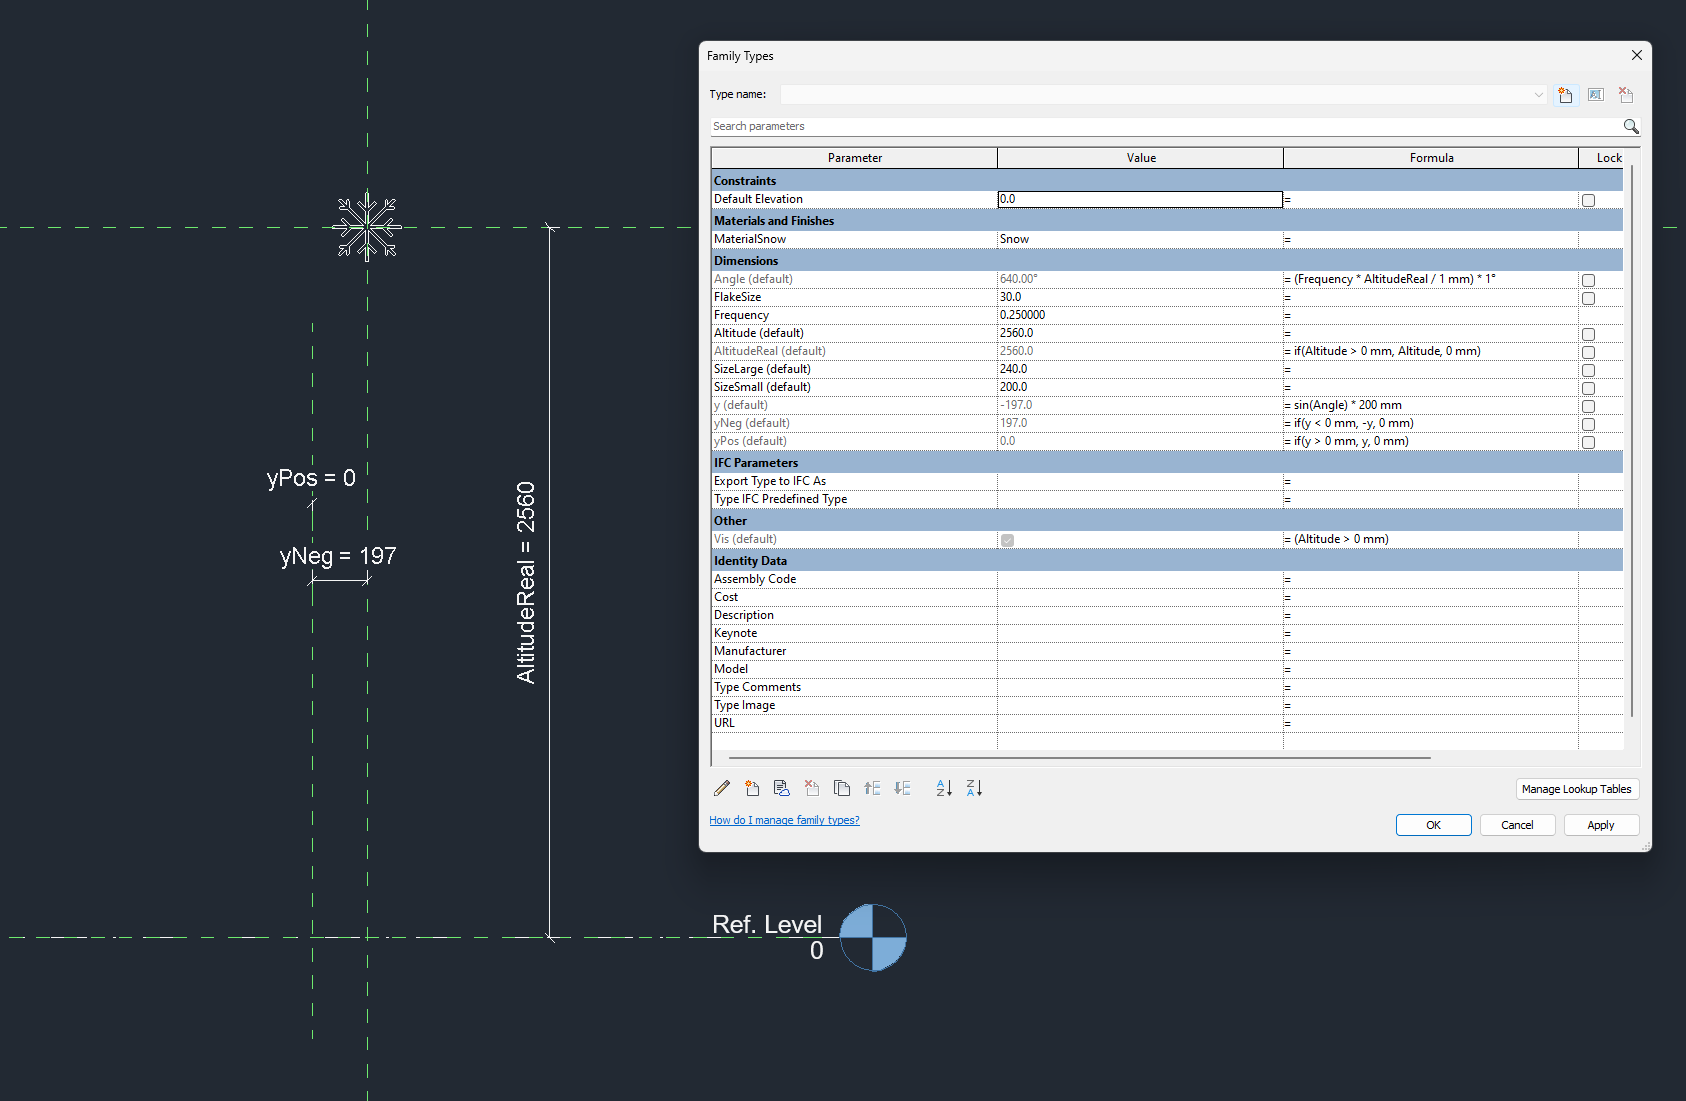 Family Types
Type name:
Search parameters
Parameter Value Formula Lock
Constraints
Default Elevation 0.0 =
Materials and Finishes
MaterialSnow Snow =
Dimensions
Angle (default) 640.00° = (Frequency * AltitudeReal / 1 mm) * 1°
FlakeSize 30.0 =
Frequency 0.250000 =
Altitude (default) 2560.0 =
AltitudeReal (default) 2560.0 = if(Altitude > 0 mm, Altitude, 0 mm)
SizeLarge (default) 240.0 =
SizeSmall (default) 200.0 =
y (default) -197.0 = sin(Angle) * 200 mm
yNeg (default) 197.0 = if(y < 0 mm, -y, 0 mm)
yPos (default) 0.0 = if(y > 0 mm, y, 0 mm)
IFC Parameters
Export Type to IFC As =
Type IFC Predefined Type =
Other
Vis (default) = (Altitude > 0 mm)
Identity Data
Assembly Code =
Cost =
Description =
Keynote =
Manufacturer =
Model =
Type Comments =
Type Image =
URL =
Manage Lookup Tables
How do I manage family types?
OK Cancel Apply
yPos = 0
yNeg = 197
AltitudeReal = 2560
Ref. Level
0